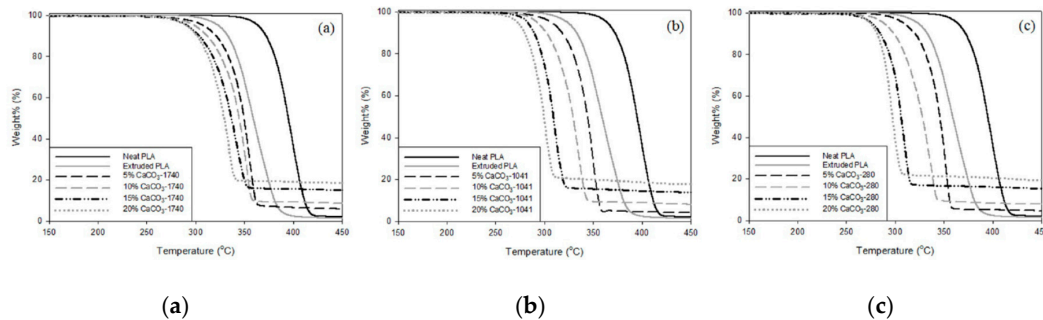 (a)
Weight% (%)
100
80
60
40
20
0
Neat PLA
Extruded PLA
5% CaCO₃-1740
10% CaCO₃-1740
15% CaCO₃-1740
20% CaCO₃-1740
150 200 250 300 350 400 450
Temperature (°C)
(b)
Weight% (%)
100
80
60
40
20
0
Neat PLA
Extruded PLA
5% CaCO₃-1041
10% CaCO₃-1041
15% CaCO₃-1041
20% CaCO₃-1041
150 200 250 300 350 400 450
Temperature (°C)
(c)
Weight% (%)
100
80
60
40
20
0
Neat PLA
Extruded PLA
5% CaCO₃-280
10% CaCO₃-280
15% CaCO₃-280
20% CaCO₃-280
150 200 250 300 350 400 450
Temperature (°C)
(a) (b) (c)